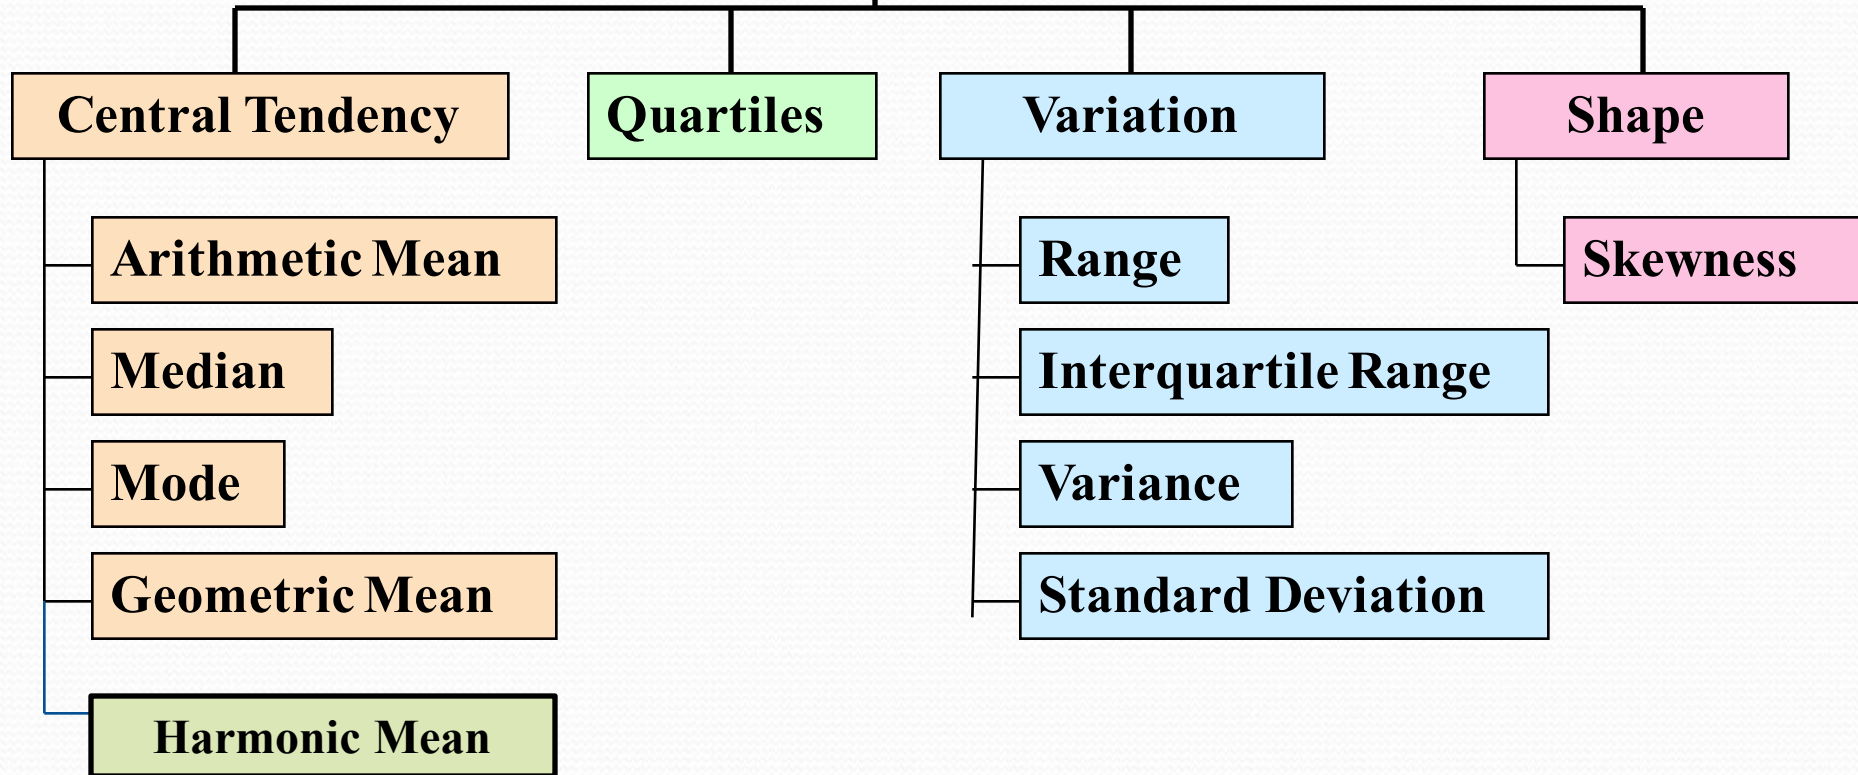 Central Tendency
Quartiles
Variation
Shape
Arithmetic Mean
Median
Mode
Geometric Mean
Harmonic Mean
Range
Interquartile Range
Variance
Standard Deviation
Skewness